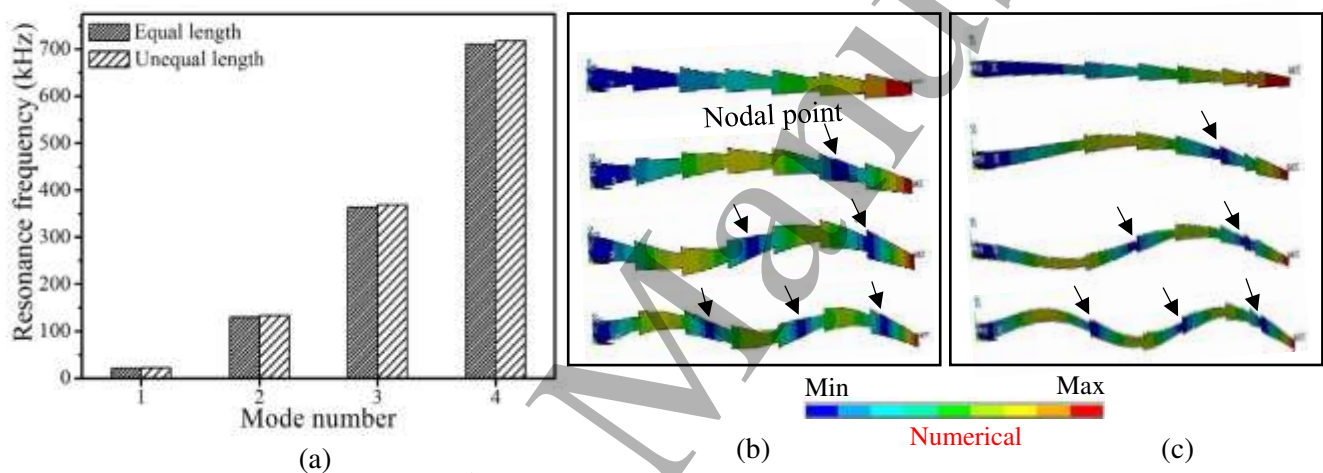 Equal length
Unequal length
Resonance frequency (kHz)
700
600
500
400
300
200
100
0
1
2
3
4
Mode number
(a)
Nodal point
(b)
(c)
Min
Max
Numerical
Manu